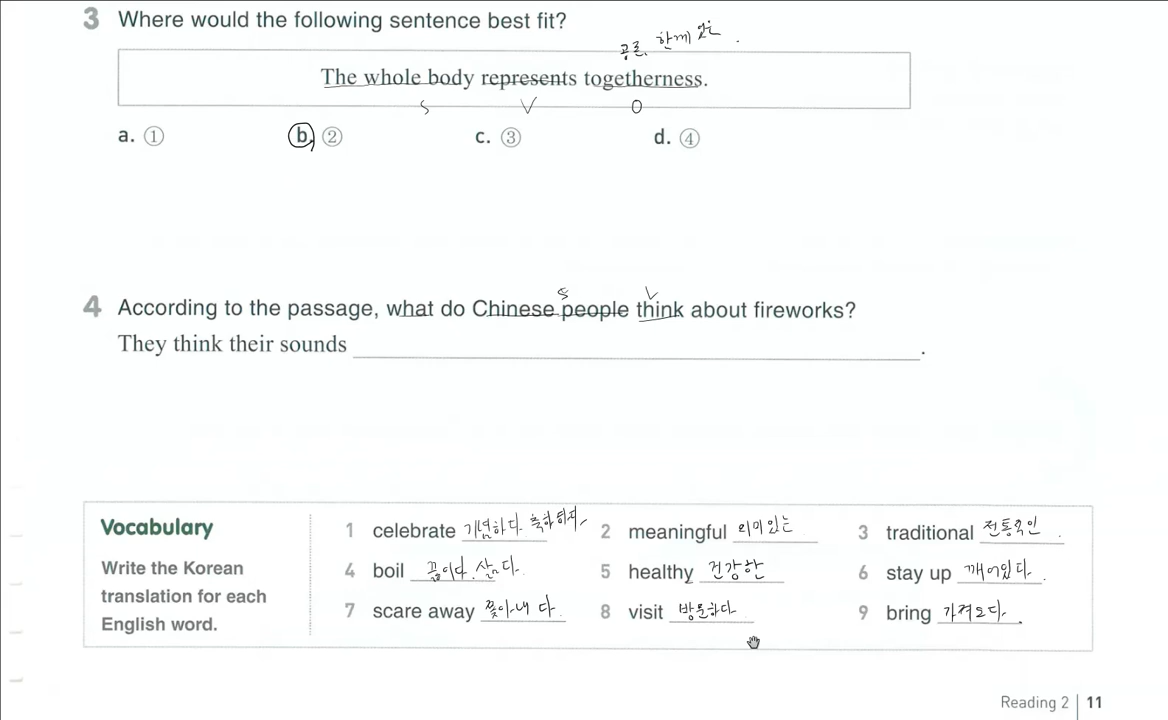 3 Where would the following sentence best fit?
함께 있는.
The whole body represents togetherness.
S V O
a. ① b. ② c. ③ d. ④
S V
4 According to the passage, what do Chinese people think about fireworks?
They think their sounds ____.
Vocabulary
Write the Korean
translation for each
English word.
1 celebrate 기념하다. 축하하다 2 meaningful 의미있는 3 traditional 전통적인.
4 boil 끓이다. 삶다. 5 healthy 건강한 6 stay up 깨어있다.
7 scare away 쫓아내다. 8 visit 방문하다 9 bring 가져오다.
Reading 2 | 11